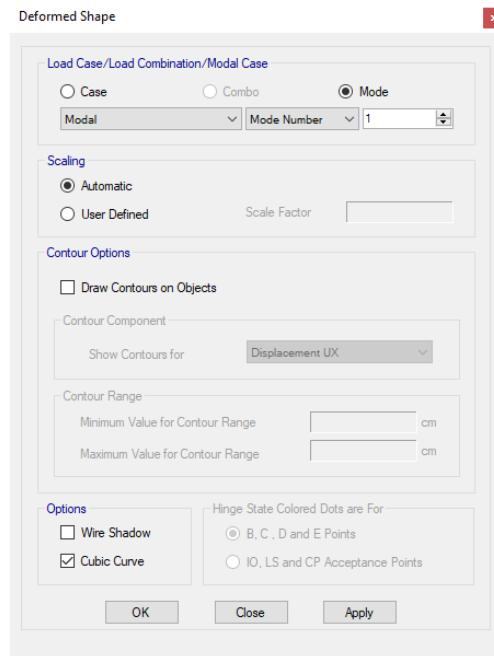 Deformed Shape
Load Case/Load Combination/Modal Case
Case Combo Mode
Modal Mode Number 1
Scaling
Automatic
User Defined Scale Factor
Contour Options
Draw Contours on Objects
Contour Component
Show Contours for Displacement UX
Contour Range
Minimum Value for Contour Range cm
Maximum Value for Contour Range cm
Options Hinge State Colored Dots are For
Wire Shadow B, C , D and E Points
Cubic Curve IO, LS and CP Acceptance Points
OK Close Apply